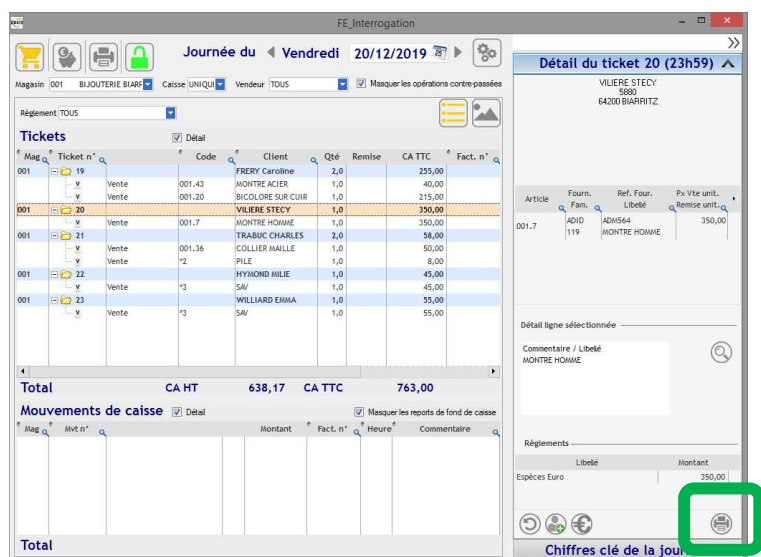 FE_Interrogation
Journée du Vendredi 20/12/2019
Magasin 001 BIJOUTERIE BIARF Caisse UNIQUI Vendeur TOUS Masquer les opérations contre-passées
Règlement TOUS
Tickets Détail
Mag Ticket n° Code Client Qté Remise CA TTC Fact. n°
001 19 FRERY Caroline 2,0 255,00
V Vente 001.43 MONTRE ACIER 1,0 40,00
V Vente 001.20 BICOLORE SUR CUIR 1,0 215,00
001 20 VILIERE STECY 1,0 350,00
V Vente 001.7 MONTRE HOMME 1,0 350,00
001 21 TRABUC CHARLES 2,0 58,00
V Vente 001.36 COLLIER MAILLE 1,0 50,00
V Vente *2 PILE 1,0 8,00
001 22 HYMOND MILIE 1,0 45,00
V Vente *3 SAV 1,0 45,00
001 23 WILLIARD EMMA 1,0 55,00
V Vente *3 SAV 1,0 55,00
Total CA HT 638,17 CA TTC 763,00
Mouvements de caisse Détail Masquer les reports de fond de caisse
Mag Mvt n° Montant Fact. n° Heure Commentaire
Total
Détail du ticket 20 (23h59)
VILIERE STECY
5880
64200 BIARRITZ
Article Fourn. Ref. Four. Px Vte unit.
Fam. Libellé Remise unit.
001.7 ADID ADM564 350,00
119 MONTRE HOMME
Détail ligne sélectionnée
Commentaire / Libellé
MONTRE HOMME
Règlements
Libellé Montant
Espèces Euro 350,00
Chiffres clé de la jour